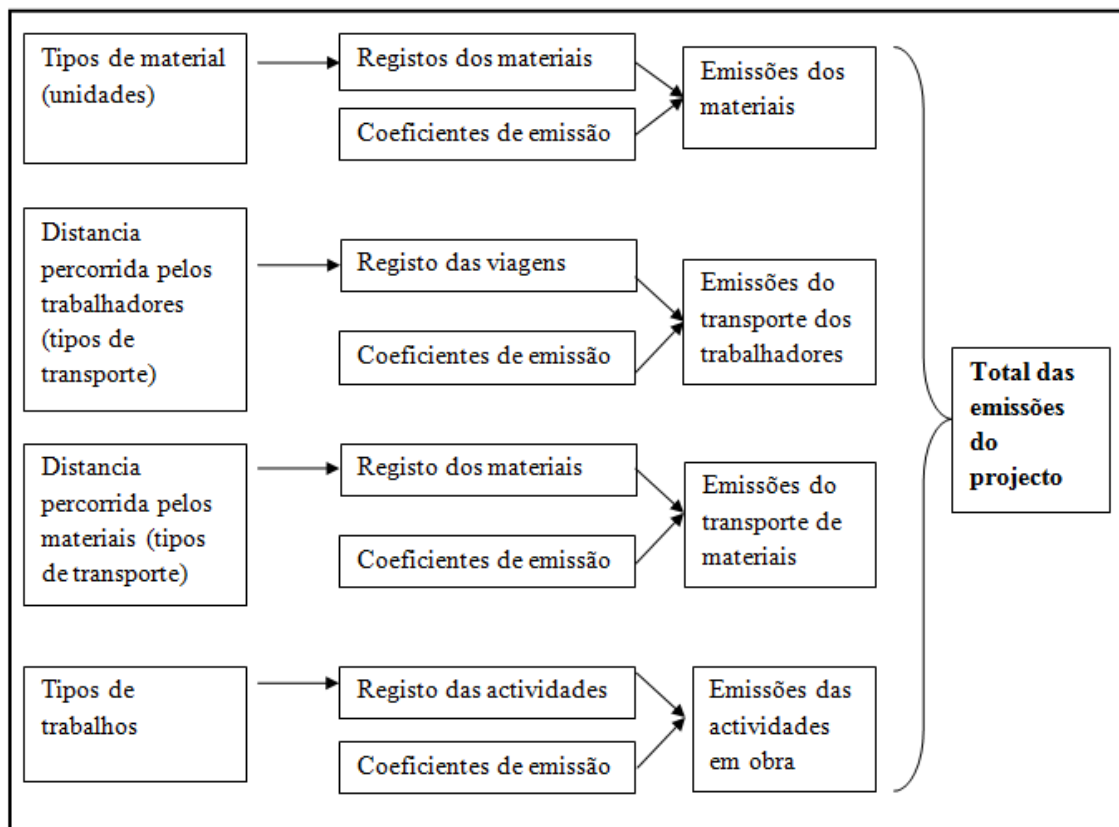 Tipos de material
(unidades)
Registos dos materiais
Coeficientes de emissão
Emissões dos
materiais
Distancia
percorrida pelos
trabalhadores
(tipos de
transporte)
Registo das viagens
Coeficientes de emissão
Emissões do
transporte dos
trabalhadores
Distancia
percorrida pelos
materiais (tipos
de transporte)
Registo dos materiais
Coeficientes de emissão
Emissões do
transporte de
materiais
Tipos de
trabalhos
Registo das actividades
Coeficientes de emissão
Emissões das
actividades
em obra
Total das
emissões
do
projecto